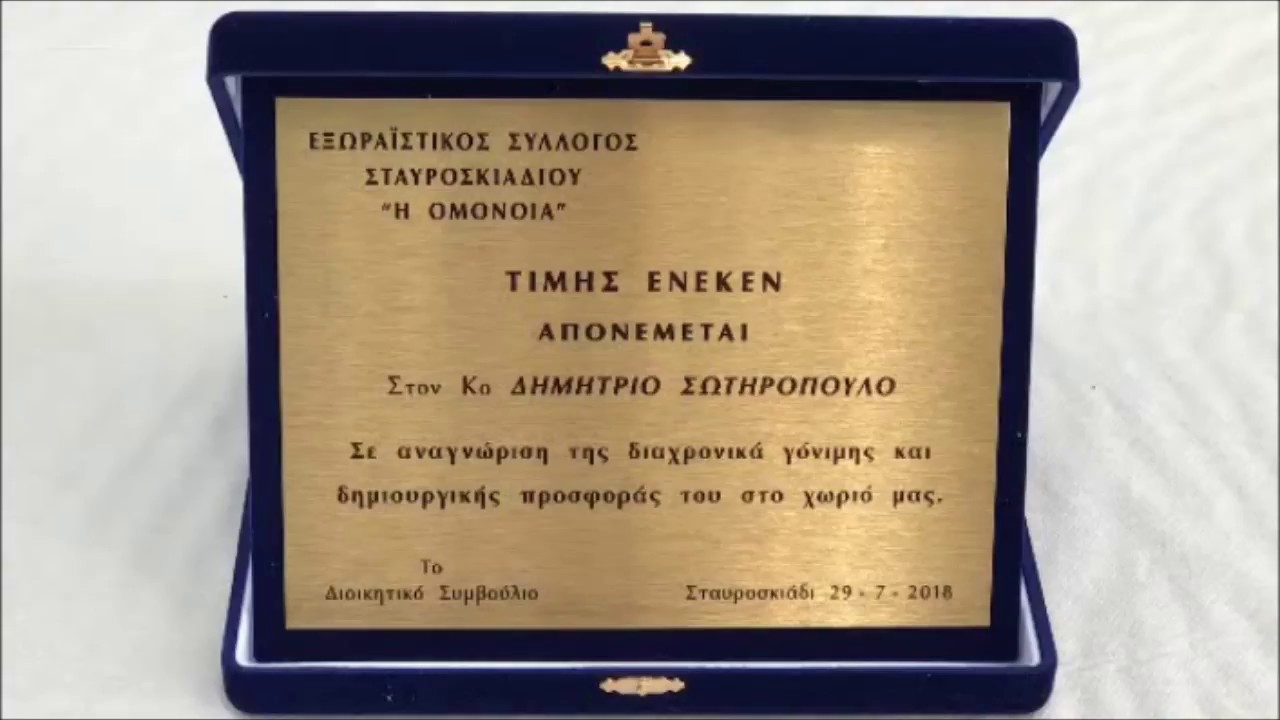 ΕΞΩΡΑΪΣΤΙΚΟΣ ΣΥΛΛΟΓΟΣ
ΣΤΑΥΡΟΣΚΙΑΔΙΟΥ
"Η ΟΜΟΝΟΙΑ"
ΤΙΜΗΣ ΕΝΕΚΕΝ
ΑΠΟΝΕΜΕΤΑΙ
Στον Κο ΔΗΜΗΤΡΙΟ ΣΩΤΗΡΟΠΟΥΛΟ
Σε αναγνώριση της διαχρονικά γόνιμης και
δημιουργικής προσφοράς του στο χωριό μας.
Το
Διοικητικό Συμβούλιο
Σταυροσκιάδι 29 - 7 - 2018